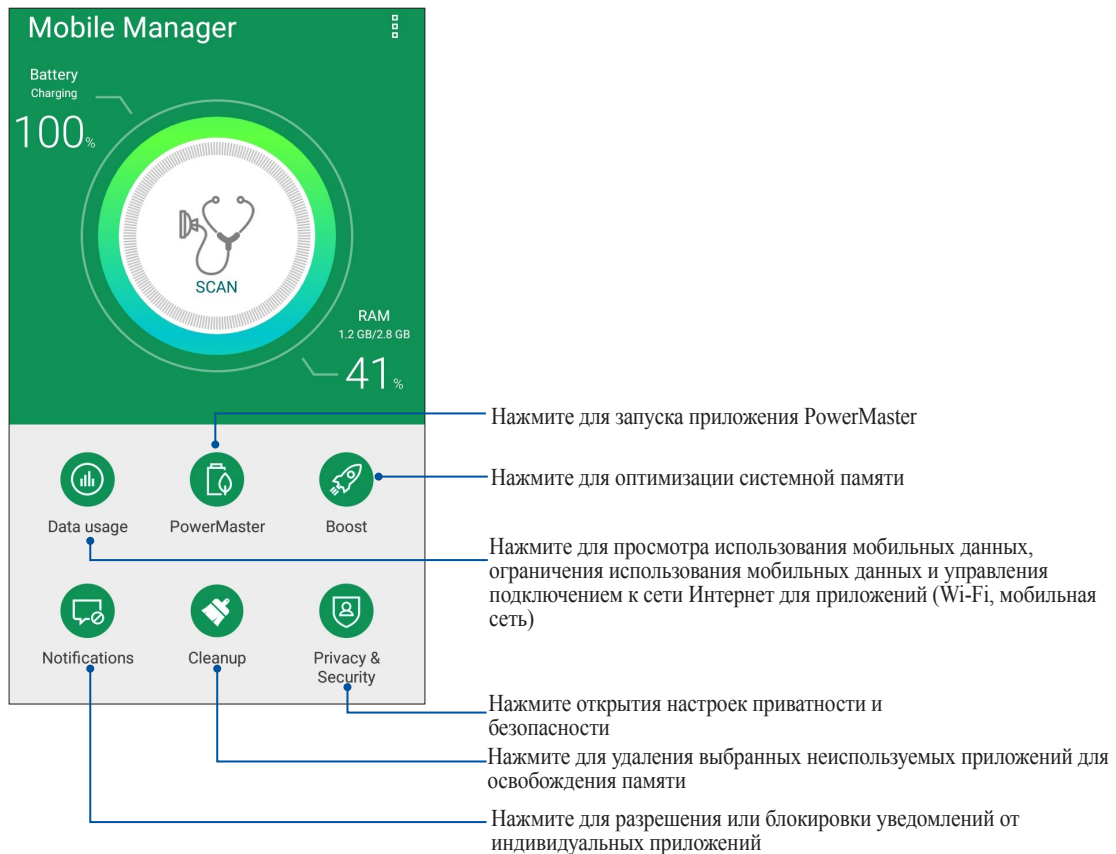 Mobile Manager
Battery
Charging
100%
SCAN
RAM
1.2 GB/2.8 GB
41%
Нажмите для запуска приложения PowerMaster
Нажмите для оптимизации системной памяти
Data usage
PowerMaster
Boost
Нажмите для просмотра использования мобильных данных,
ограничения использования мобильных данных и управления
подключением к сети Интернет для приложений (Wi-Fi, мобильная
сеть)
Notifications
Cleanup
Privacy &
Security
Нажмите открытия настроек приватности и
безопасности
Нажмите для удаления выбранных неиспользуемых приложений для
освобождения памяти
Нажмите для разрешения или блокировки уведомлений от
индивидуальных приложений